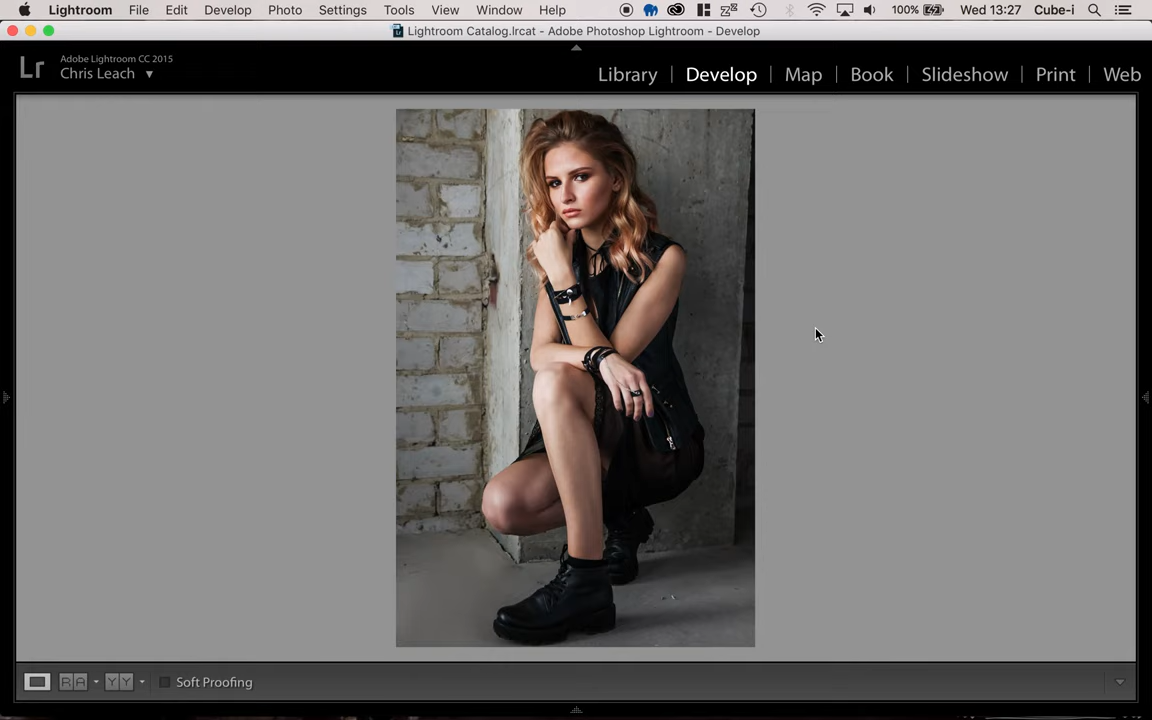 Lightroom File Edit Develop Photo Settings Tools View Window Help 100% Wed 13:27 Cube-i
Lightroom Catalog.lrcat - Adobe Photoshop Lightroom - Develop
Lr Adobe Lightroom CC 2015
Chris Leach
Library | Develop | Map | Book | Slideshow | Print | Web
RA YY Soft Proofing